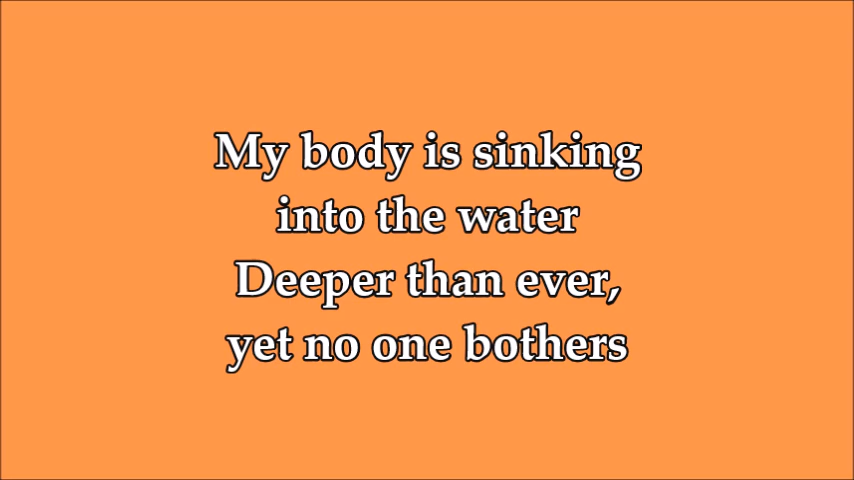 My body is sinking
into the water
Deeper than ever,
yet no one bothers